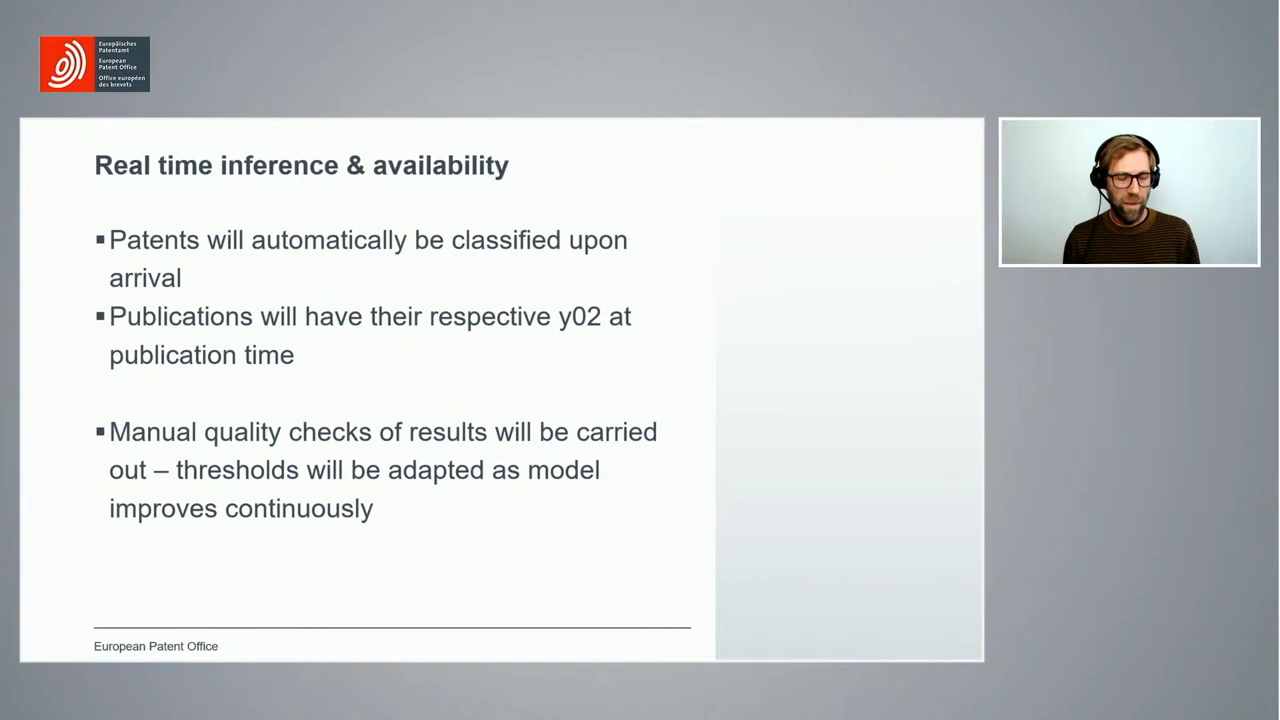 Europäisches
Patentamt
European
Patent Office
Office européen
des brevets
Real time inference & availability
▪Patents will automatically be classified upon
arrival
▪Publications will have their respective y02 at
publication time
▪Manual quality checks of results will be carried
out – thresholds will be adapted as model
improves continuously
European Patent Office